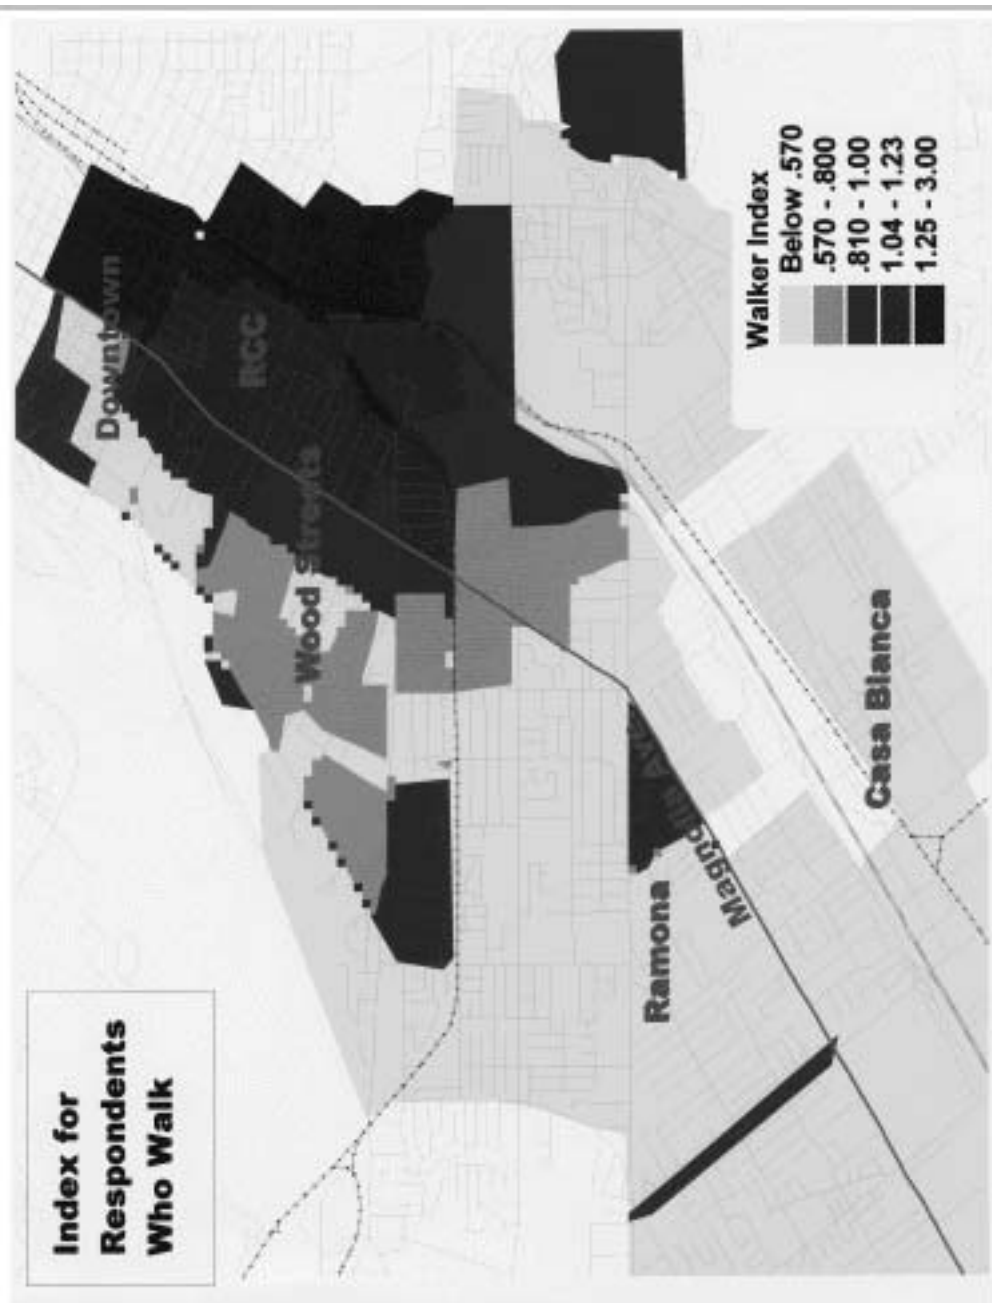 Index for
Respondents
Who Walk
Downtown
RCC
Wood Streets
Magnolia Ave
Ramona
Casa Blanca
Walker Index
Below .570
.570 - .800
.810 - 1.00
1.04 - 1.23
1.25 - 3.00